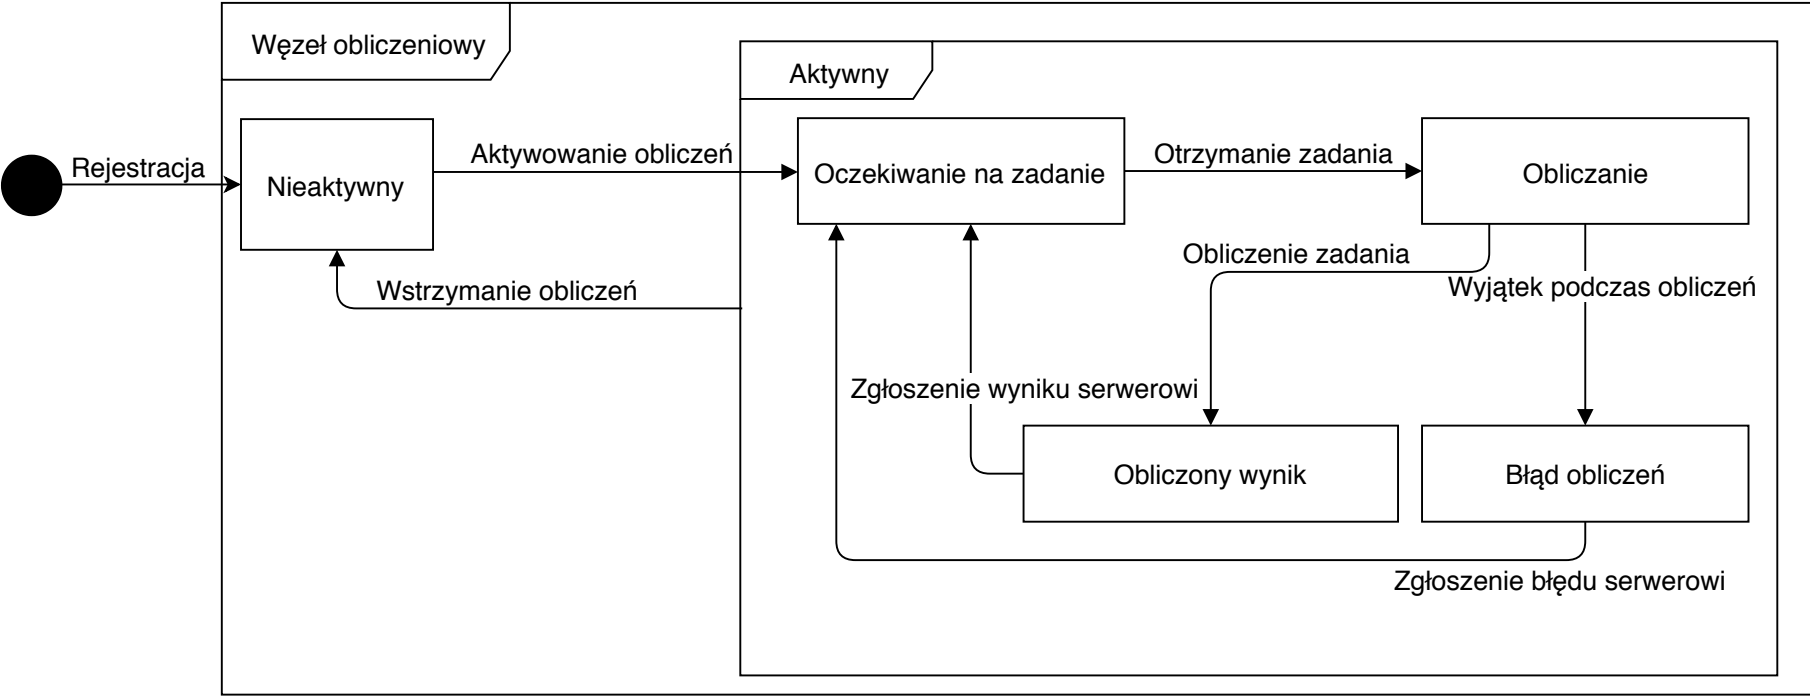 Węzeł obliczeniowy
Aktywny
Rejestracja
Nieaktywny
Aktywowanie obliczeń
Oczekiwanie na zadanie
Otrzymanie zadania
Obliczanie
Wstrzymanie obliczeń
Obliczenie zadania
Wyjątek podczas obliczeń
Zgłoszenie wyniku serwerowi
Obliczony wynik
Błąd obliczeń
Zgłoszenie błędu serwerowi